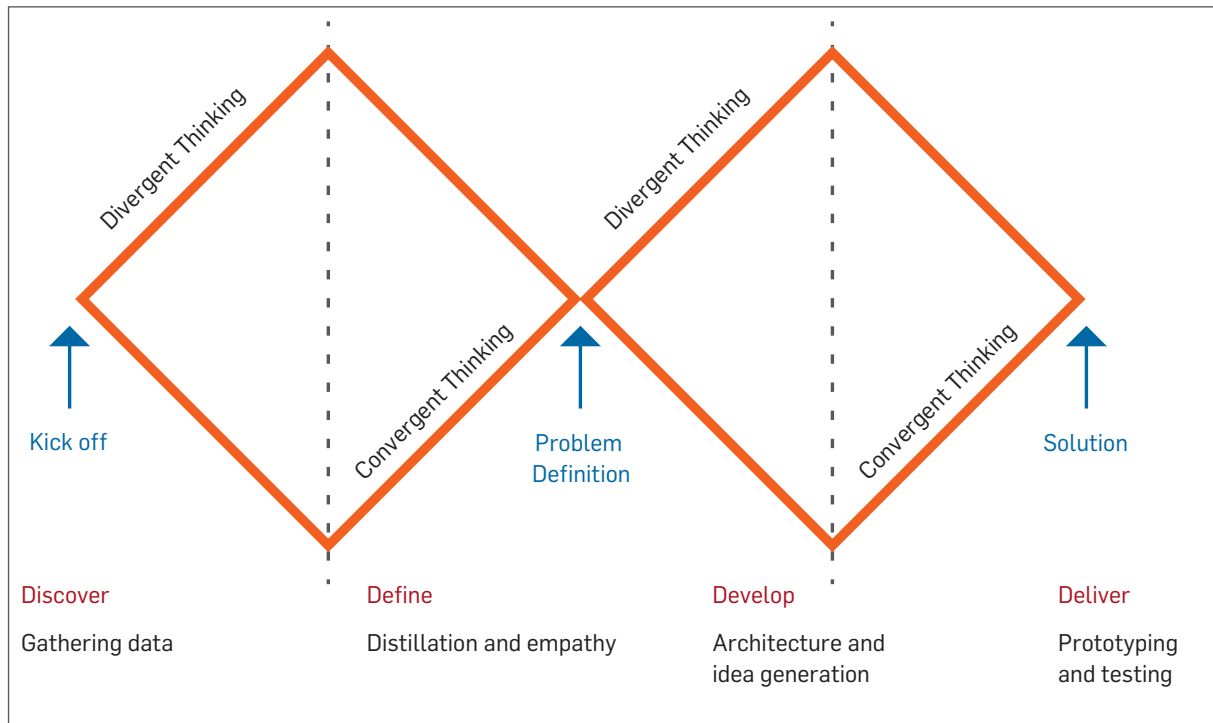 Divergent Thinking
Divergent Thinking
Convergent Thinking
Convergent Thinking
Kick off
Problem
Definition
Solution
Discover
Gathering data
Define
Distillation and empathy
Develop
Architecture and
idea generation
Deliver
Prototyping
and testing